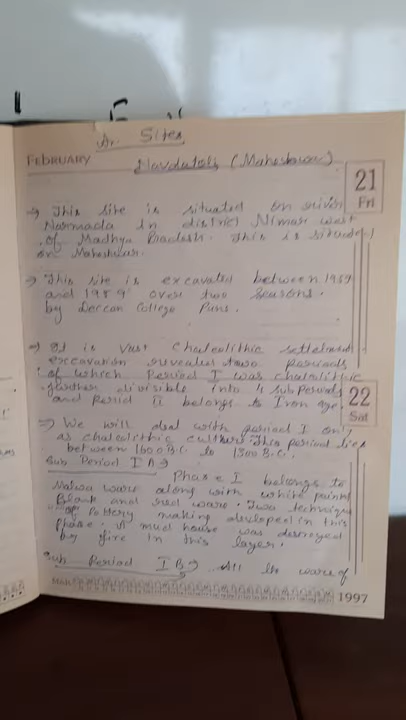 Ar. Sites
FEBRUARY
Navdatoli (Maheshwar)
21
Fri
→ This site is situated on river
Narmada in district Nimar west
of Madhya Pradesh. This is situated
on Maheshwar.
→ This site is excavated between
and over two seasons.
by Deccan College Pune.
→ It is vast Chalcolithic settlement
excavation revealed two periods
of which Period I was chalcolithic
further divisible into 4 sub Periods
and Period II belongs to Iron age.
22
Sat
⇒ We will deal with period I only
as chalcolithic culture. This period lies
between 1600 B.C. to 1300 B.C.
Sub Period I A→
Phase I belongs to
Malwa ware along with white painted
Black and red ware. Two
of Pottery making in this
Phase. A mud house was destroyed
by fire in this layer.
Sub Period I B→ All the ware of
MAR
1997